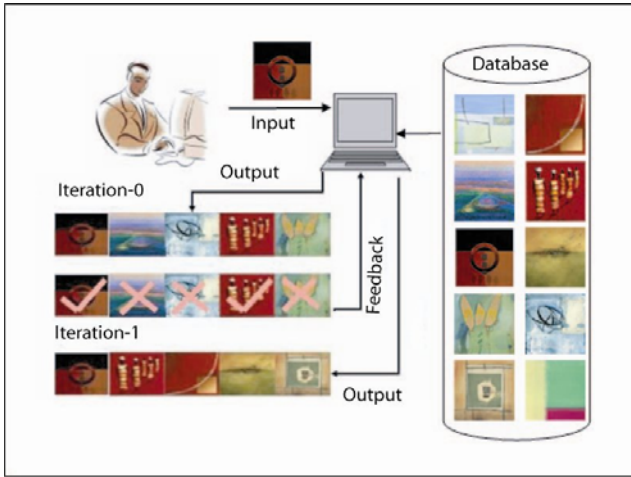 Database
Input
Output
Iteration-0
Feedback
Iteration-1
Output